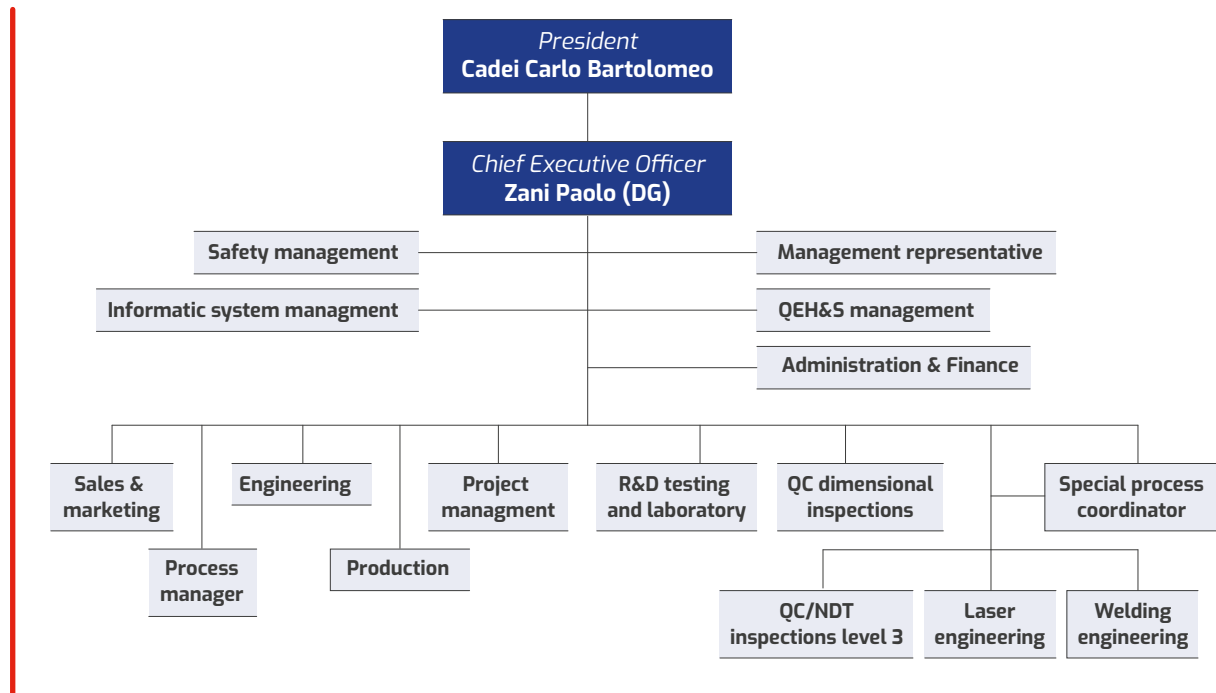 President
Cadei Carlo Bartolomeo
Chief Executive Officer
Zani Paolo (DG)
Safety management
Management representative
Informatic system managment
QEH&S management
Administration & Finance
Sales &
marketing
Engineering
Project
managment
R&D testing
and laboratory
QC dimensional
inspections
Special process
coordinator
Process
manager
Production
QC/NDT
inspections level 3
Laser
engineering
Welding
engineering